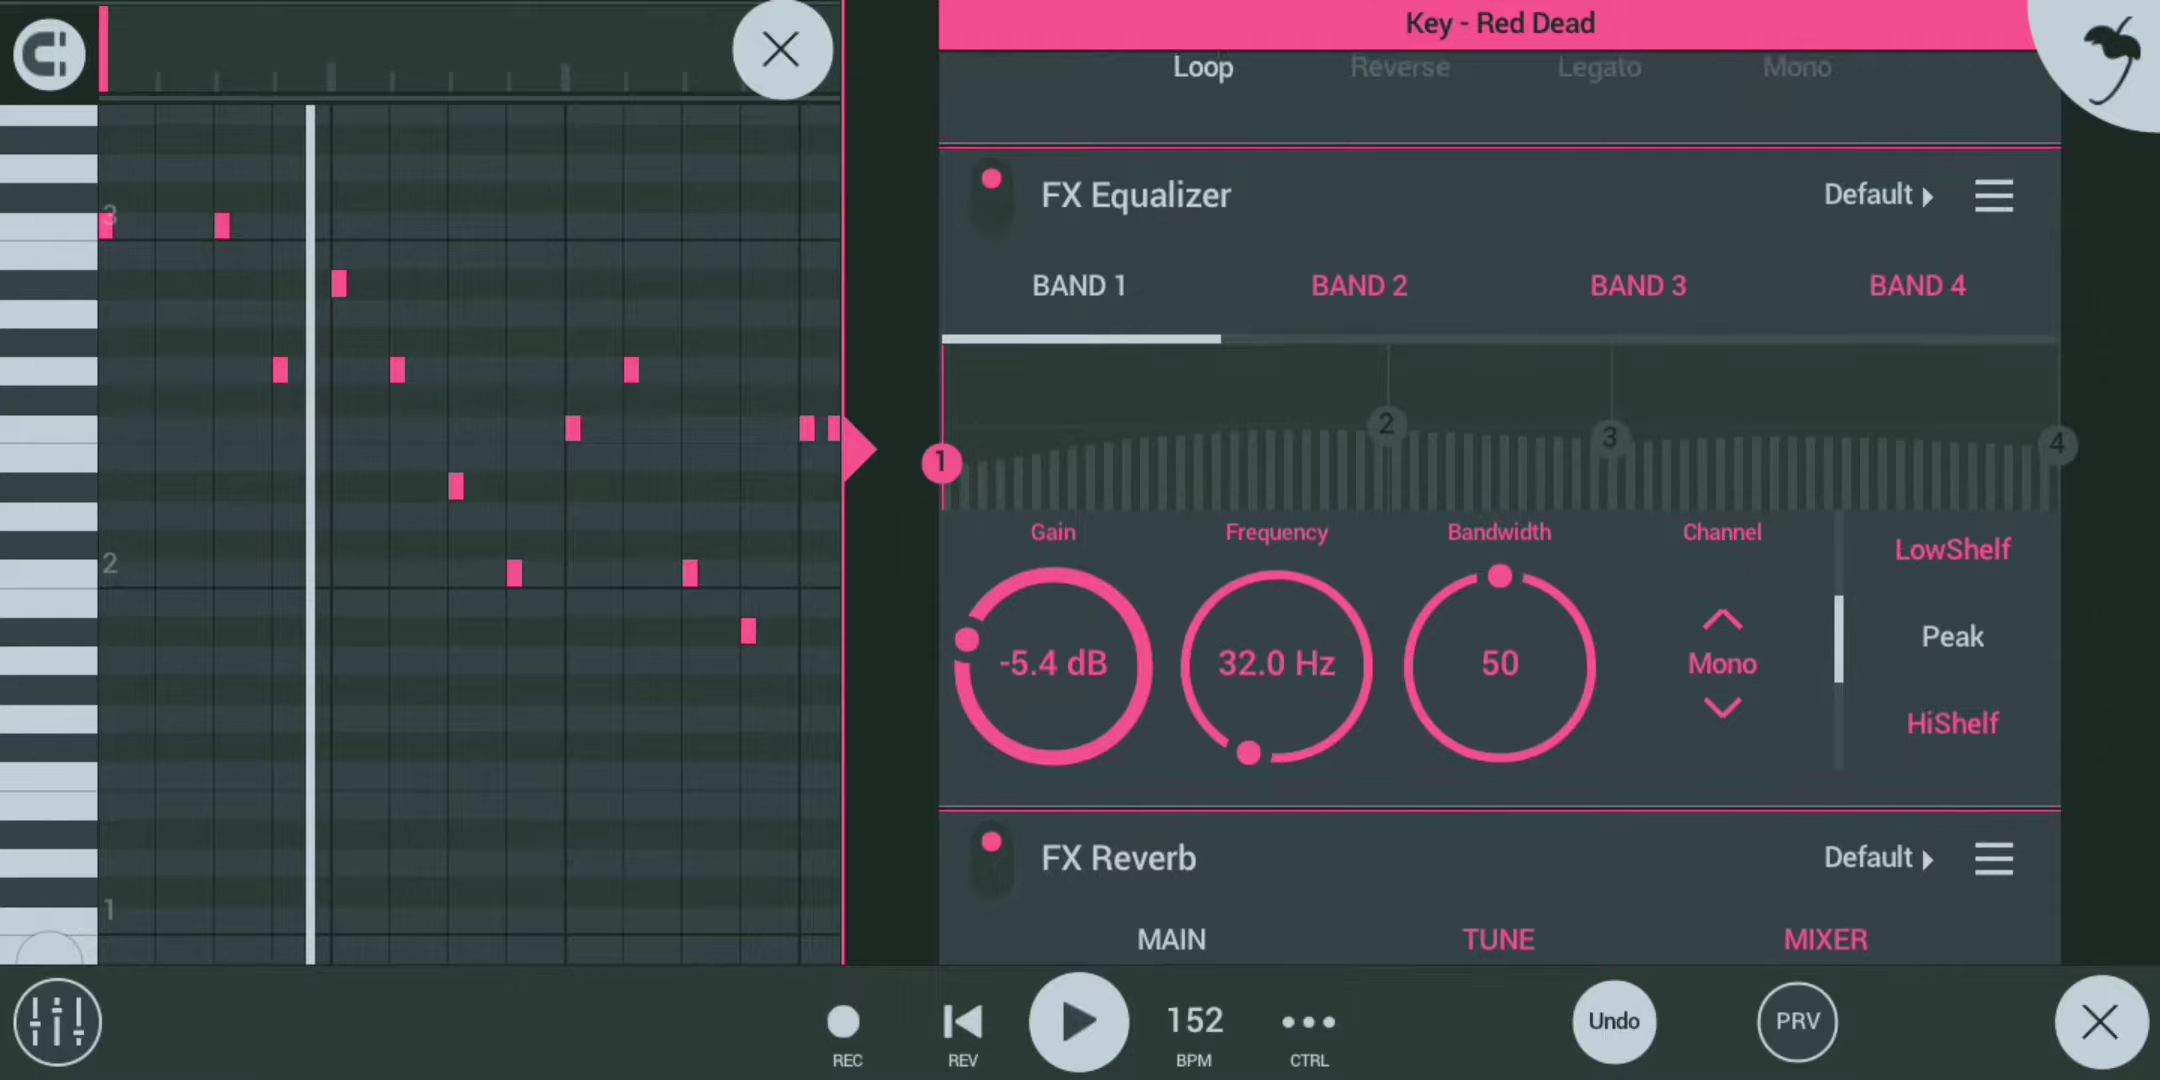 Key - Red Dead
Loop Reverse Legato Mono
FX Equalizer Default
BAND 1 BAND 2 BAND 3 BAND 4
1 2 3 4
Gain Frequency Bandwidth Channel
-5.4 dB 32.0 Hz 50 Mono
LowShelf
Peak
HiShelf
FX Reverb Default
MAIN TUNE MIXER
3
2
1
REC REV 152 BPM CTRL
Undo PRV